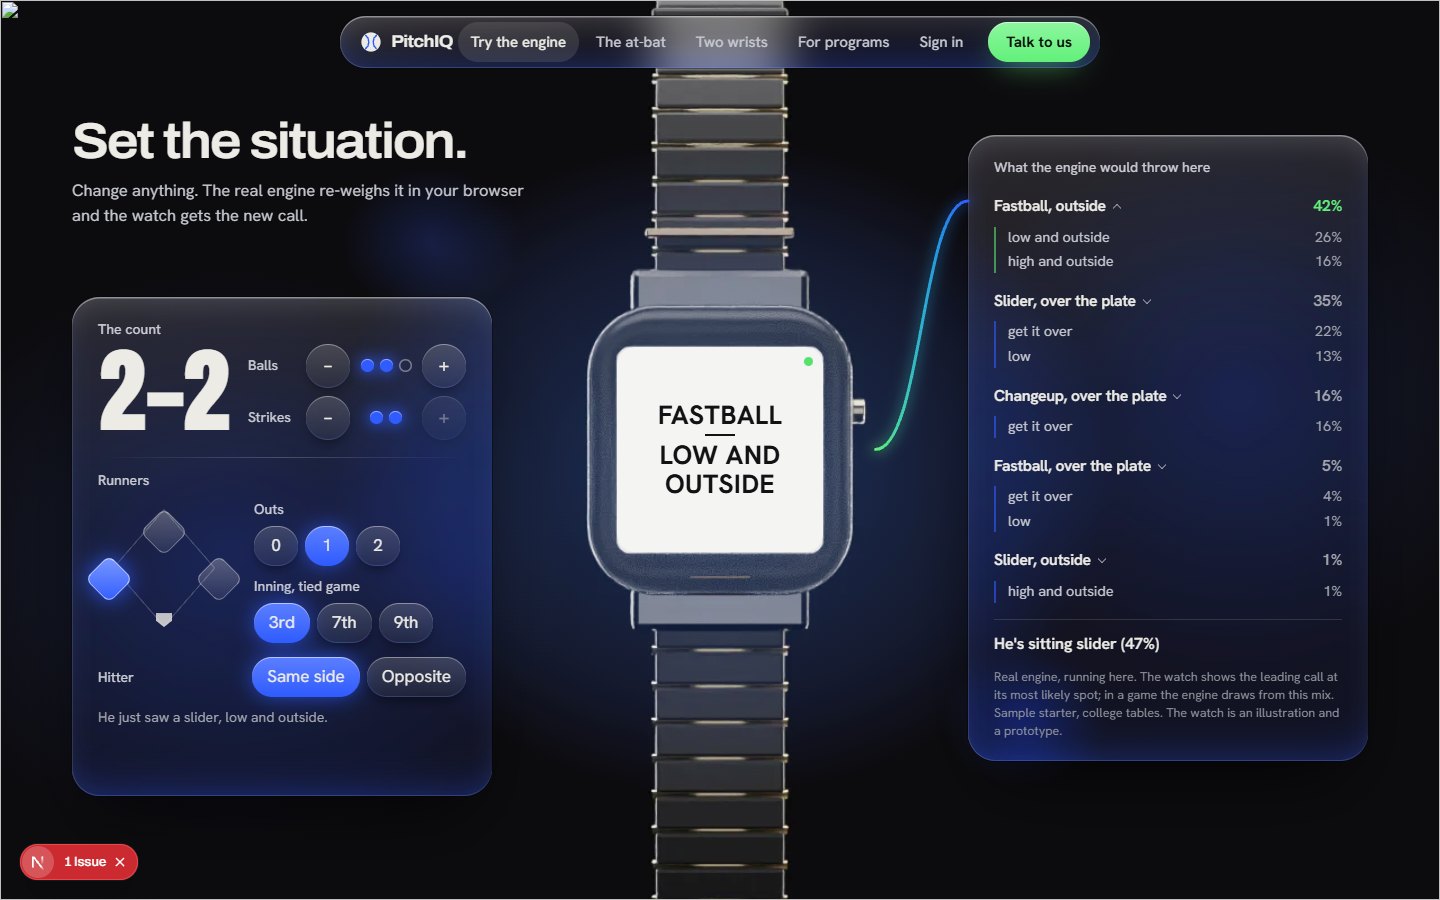 PitchIQ
Try the engine
The at-bat
Two wrists
For programs
Sign in
Talk to us
Set the situation.
Change anything. The real engine re-weighs it in your browser
and the watch gets the new call.
The count
2–2
Balls
−
+
Strikes
−
+
Runners
Outs
0
1
2
Inning, tied game
3rd
7th
9th
Hitter
Same side
Opposite
He just saw a slider, low and outside.
FASTBALL
LOW AND
OUTSIDE
What the engine would throw here
Fastball, outside 42%
low and outside 26%
high and outside 16%
Slider, over the plate 35%
get it over 22%
low 13%
Changeup, over the plate 16%
get it over 16%
Fastball, over the plate 5%
get it over 4%
low 1%
Slider, outside 1%
high and outside 1%
He's sitting slider (47%)
Real engine, running here. The watch shows the leading call at
its most likely spot; in a game the engine draws from this mix.
Sample starter, college tables. The watch is an illustration and
a prototype.
N
1 Issue